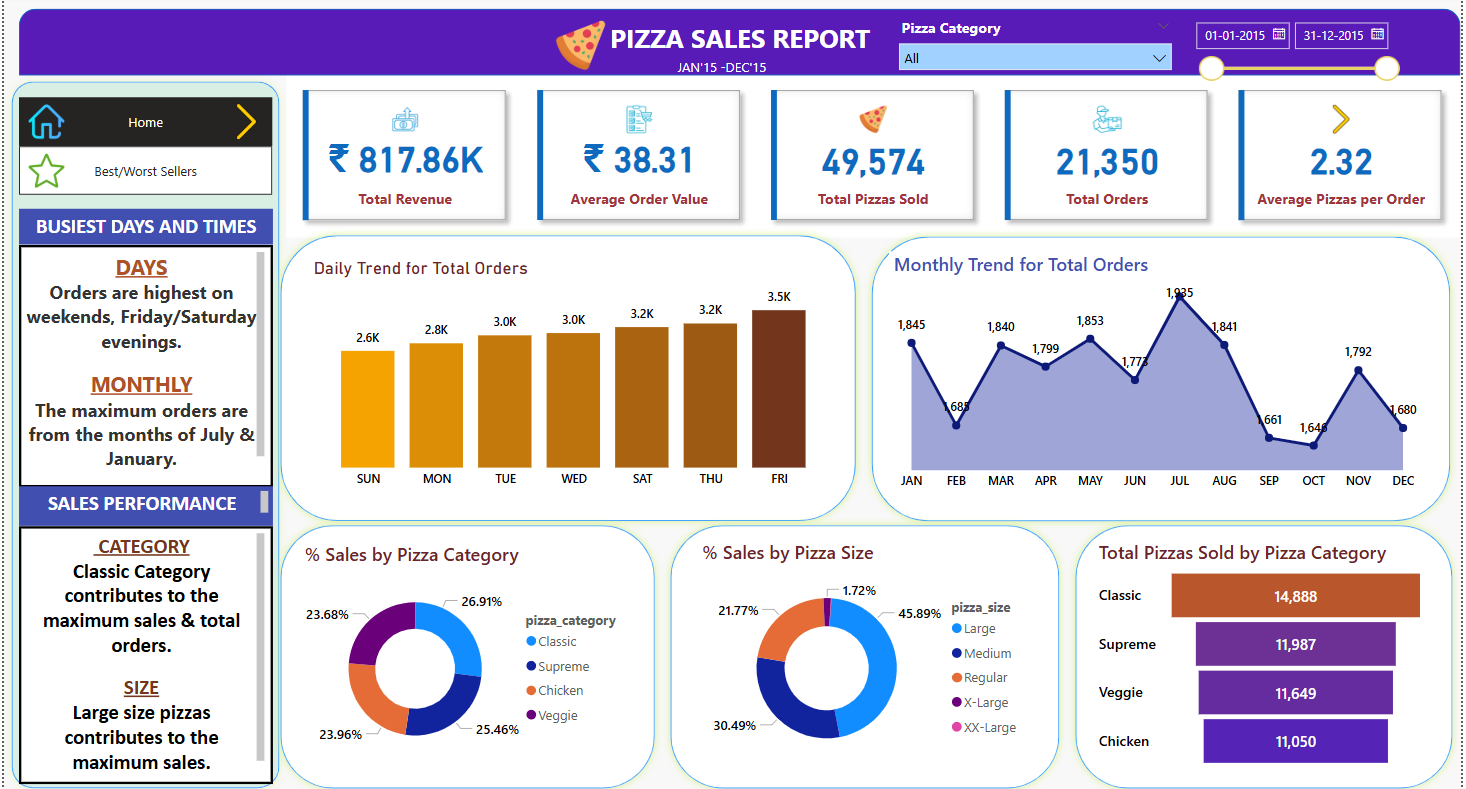 PIZZA SALES REPORT
JAN'15 -DEC'15
Pizza Category
All
01-01-2015
31-12-2015
Home
Best/Worst Sellers
BUSIEST DAYS AND TIMES
DAYS
Orders are highest on
weekends, Friday/Saturday
evenings.
MONTHLY
The maximum orders are
from the months of July &
January.
SALES PERFORMANCE
CATEGORY
Classic Category
contributes to the
maximum sales & total
orders.
SIZE
Large size pizzas
contributes to the
maximum sales.
₹ 817.86K
Total Revenue
₹ 38.31
Average Order Value
49,574
Total Pizzas Sold
21,350
Total Orders
2.32
Average Pizzas per Order
Daily Trend for Total Orders
2.6K
2.8K
3.0K
3.0K
3.2K
3.2K
3.5K
SUN MON TUE WED SAT THU FRI
Monthly Trend for Total Orders
1,845
1,685
1,840
1,799
1,853
1,773
1,935
1,841
1,661
1,646
1,792
1,680
JAN FEB MAR APR MAY JUN JUL AUG SEP OCT NOV DEC
% Sales by Pizza Category
26.91%
25.46%
23.96%
23.68%
pizza_category
Classic
Supreme
Chicken
Veggie
% Sales by Pizza Size
1.72%
45.89%
30.49%
21.77%
pizza_size
Large
Medium
Regular
X-Large
XX-Large
Total Pizzas Sold by Pizza Category
Classic 14,888
Supreme 11,987
Veggie 11,649
Chicken 11,050